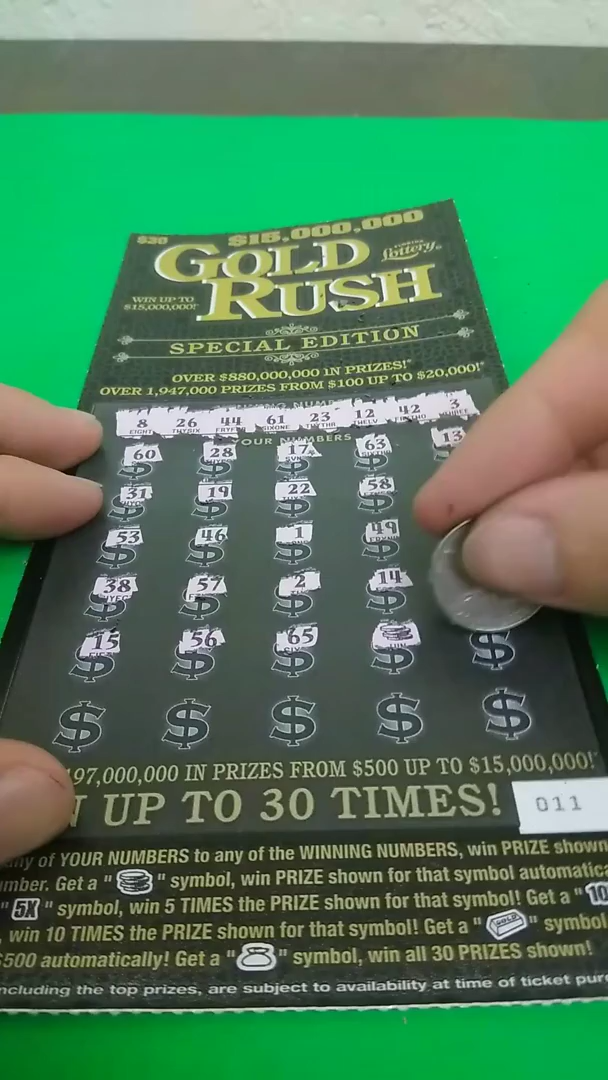 $30 $15,000,000
FLORIDA lottery
GOLD RUSH
WIN UP TO $15,000,000!
SPECIAL EDITION
OVER $880,000,000 IN PRIZES!*
OVER 1,947,000 PRIZES FROM $100 UP TO $20,000!*
8 26 44 61 23 12 42 3
EIGHT SIXONE
YOUR NUMBERS
60 28 17 63 13
31 19 22 58
53 46 1 49
38 57 2 14
15 56 65
$ $ $ $ $
97,000,000 IN PRIZES FROM $500 UP TO $15,000,000!*
UP TO 30 TIMES! 011
any of YOUR NUMBERS to any of the WINNING NUMBERS, win PRIZE shown
Get a " " symbol, win PRIZE shown for that symbol
"5X" symbol, win 5 TIMES the PRIZE shown for that symbol! Get a "10
, win 10 TIMES the PRIZE shown for that symbol! Get a "GOLD" symbol
$500 automatically! Get a " " symbol, win all 30 PRIZES shown!
including the top prizes, are subject to availability at time of ticket